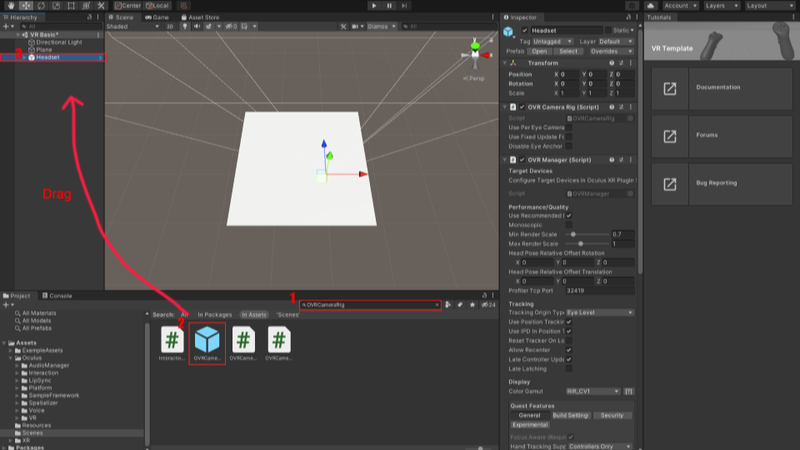 Center Local
Account Layers Layout
Hierarchy
All
VR Basic*
Directional Light
Plane
3 Headset
Drag
Scene Game Asset Store
Shaded 2D Gizmos All
y
x
z
< Persp
Inspector
Headset Static
Tag Untagged Layer Default
Prefab Open Select Overrides
Transform
Position X 0 Y 0 Z 0
Rotation X 0 Y 0 Z 0
Scale X 1 Y 1 Z 1
OVR Camera Rig (Script)
Script OVRCameraRig
Use Per Eye Camera
Use Fixed Update Fo
Disable Eye Anchor
OVR Manager (Script)
Target Devices
Configure Target Devices in Oculus XR Plugin S
Script OVRManager
Performance/Quality
Use Recommended
Monoscopic
Min Render Scale 0.7
Max Render Scale 1
Head Pose Relative Offset Rotation
X 0 Y 0 Z 0
Head Pose Relative Offset Translation
X 0 Y 0 Z 0
Profiler Tcp Port 32419
Tracking
Tracking Origin Type Eye Level
Use Position Trackin
Use IPD In Position T
Reset Tracker On Lo
Allow Recenter
Late Controller Upda
Late Latching
Display
Color Gamut Rift_CV1
Quest Features
General Build Setting Security
Experimental
Focus Aware (Requi
Hand Tracking Supp Controllers Only
Tutorials
VR Template
Documentation
Forums
Bug Reporting
Project Console
1 OVRCameraRig 24
All Materials
All Models
All Prefabs
Assets
ExampleAssets
Oculus
AudioManager
Interaction
LipSync
Platform
SampleFramework
Spatializer
Voice
VR
Resources
Scenes
XR
Packages
Search: All In Packages In Assets 'Scenes'
2
Interactio... OVRCame... OVRCame... OVRCame...